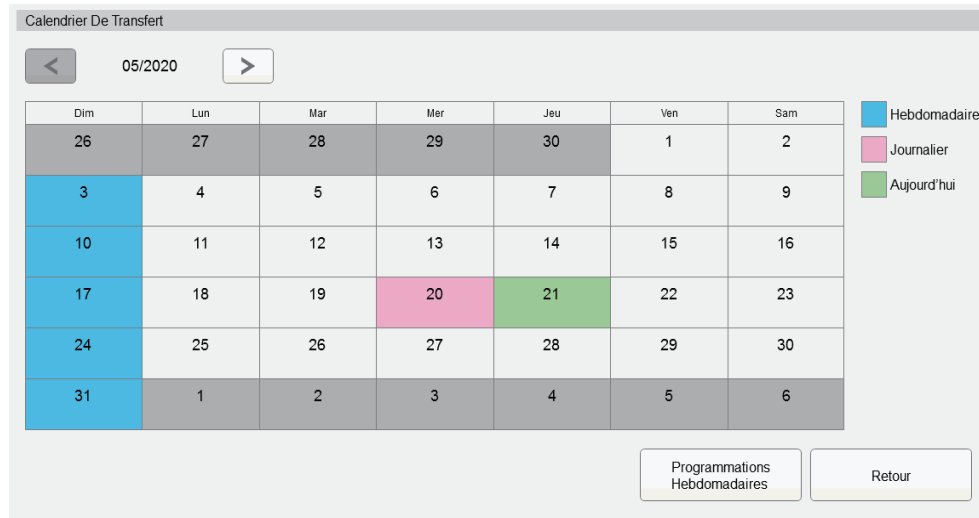 Calendrier De Transfert
< 05/2020 >
Dim Lun Mar Mer Jeu Ven Sam
26 27 28 29 30 1 2
3 4 5 6 7 8 9
10 11 12 13 14 15 16
17 18 19 20 21 22 23
24 25 26 27 28 29 30
31 1 2 3 4 5 6
Hebdomadaire
Journalier
Aujourd'hui
Programmations
Hebdomadaires
Retour